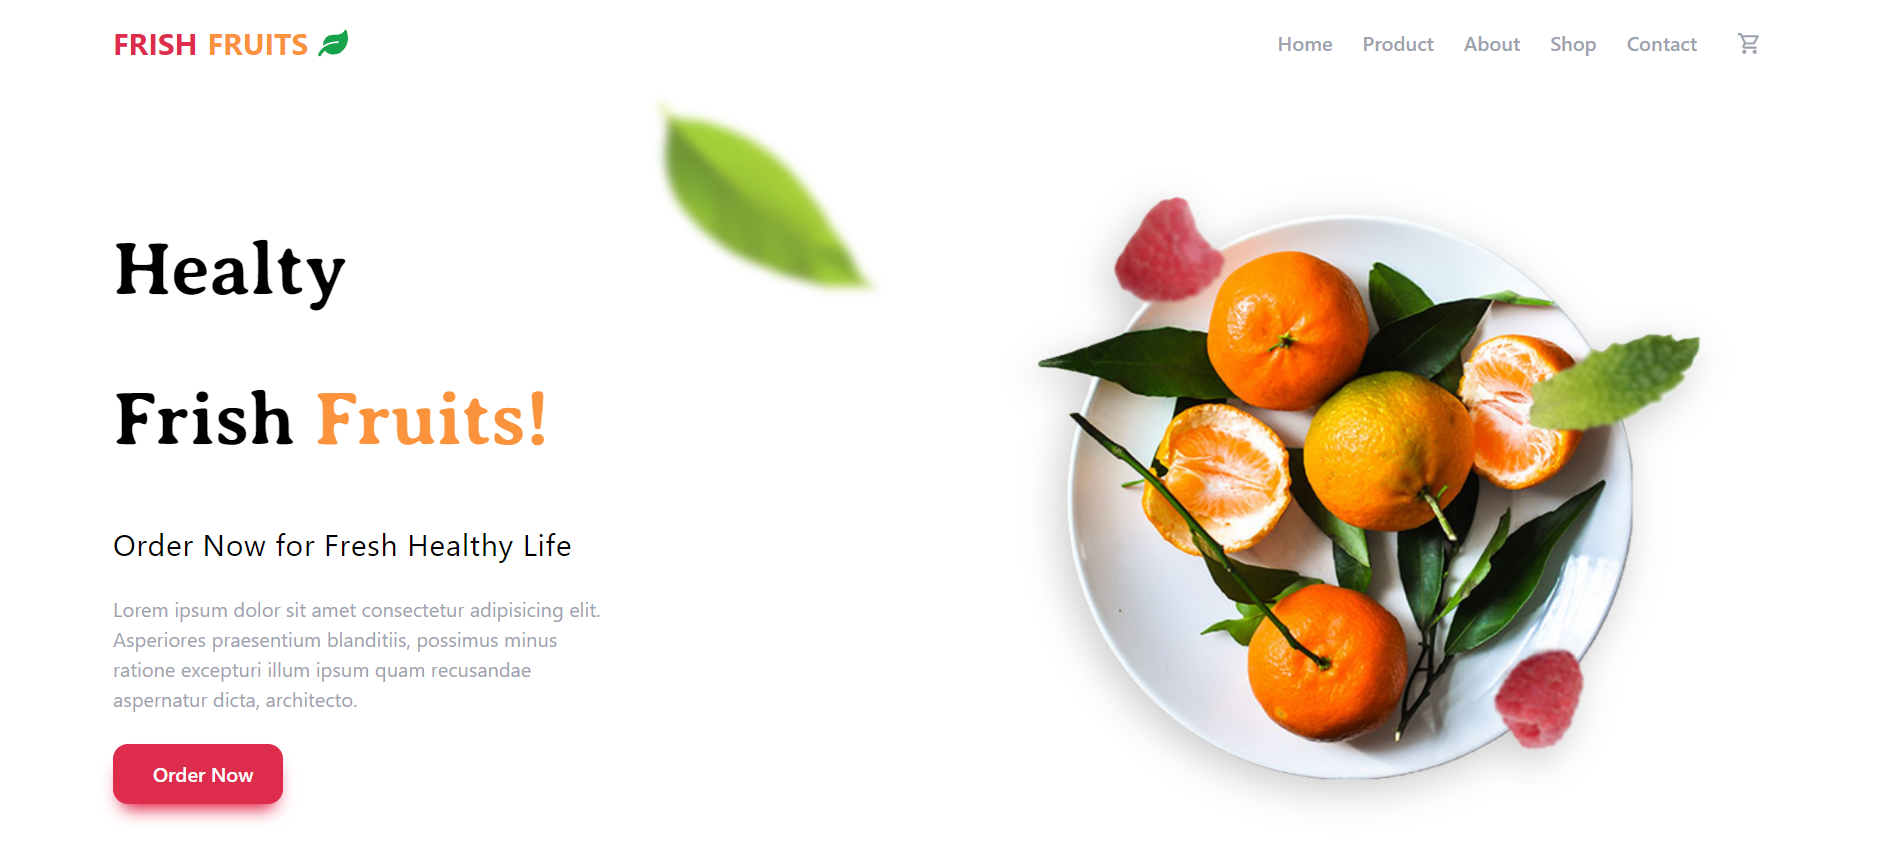 FRISH FRUITS
Home Product About Shop Contact
Healty
Frish Fruits!
Order Now for Fresh Healthy Life
Lorem ipsum dolor sit amet consectetur adipisicing elit.
Asperiores praesentium blanditiis, possimus minus
ratione excepturi illum ipsum quam recusandae
aspernatur dicta, architecto.
Order Now